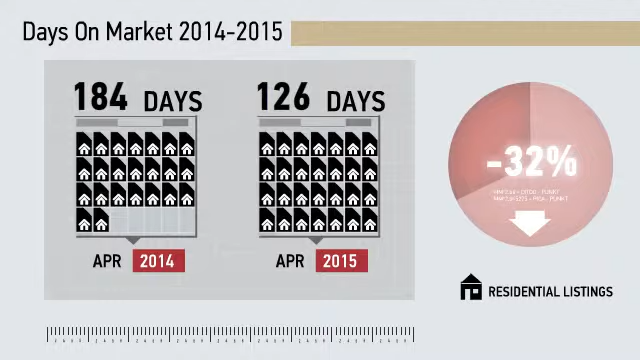 Days On Market 2014-2015
184 DAYS
126 DAYS
-32%
APR 2014
APR 2015
RESIDENTIAL LISTINGS